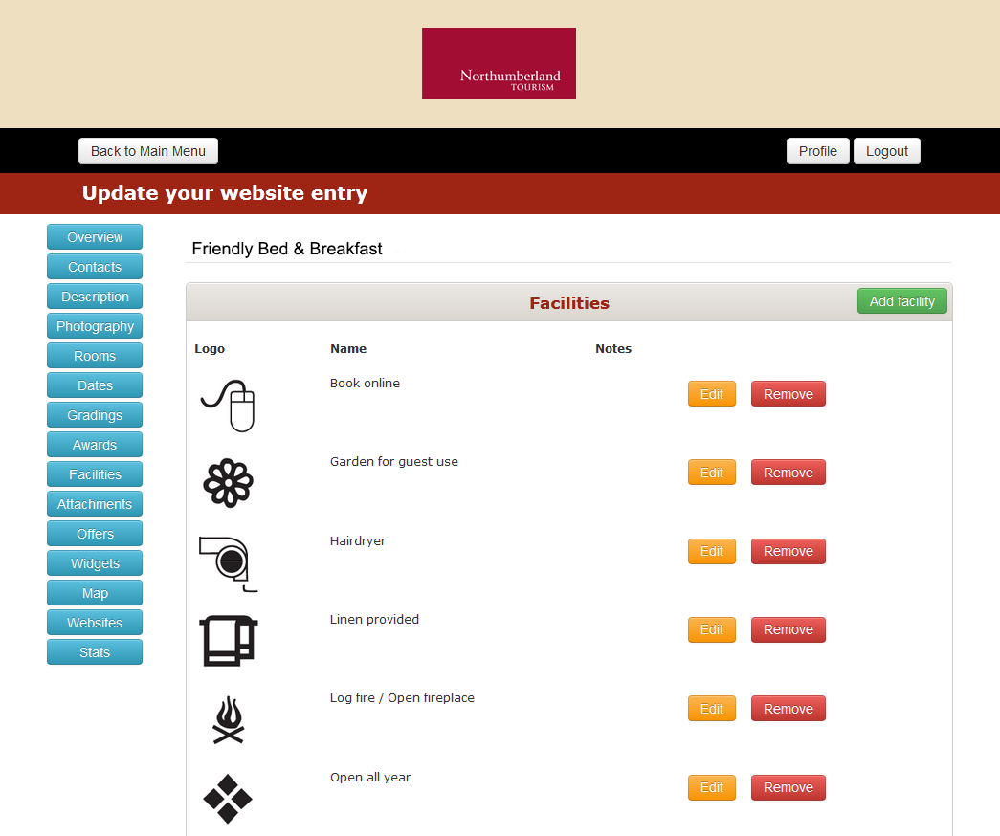 Northumberland
TOURISM
Back to Main Menu
Profile
Logout
Update your website entry
Overview
Contacts
Description
Photography
Rooms
Dates
Gradings
Awards
Facilities
Attachments
Offers
Widgets
Map
Websites
Stats
Friendly Bed & Breakfast
Facilities
Add facility
Logo Name Notes
Book online Edit Remove
Garden for guest use Edit Remove
Hairdryer Edit Remove
Linen provided Edit Remove
Log fire / Open fireplace Edit Remove
Open all year Edit Remove